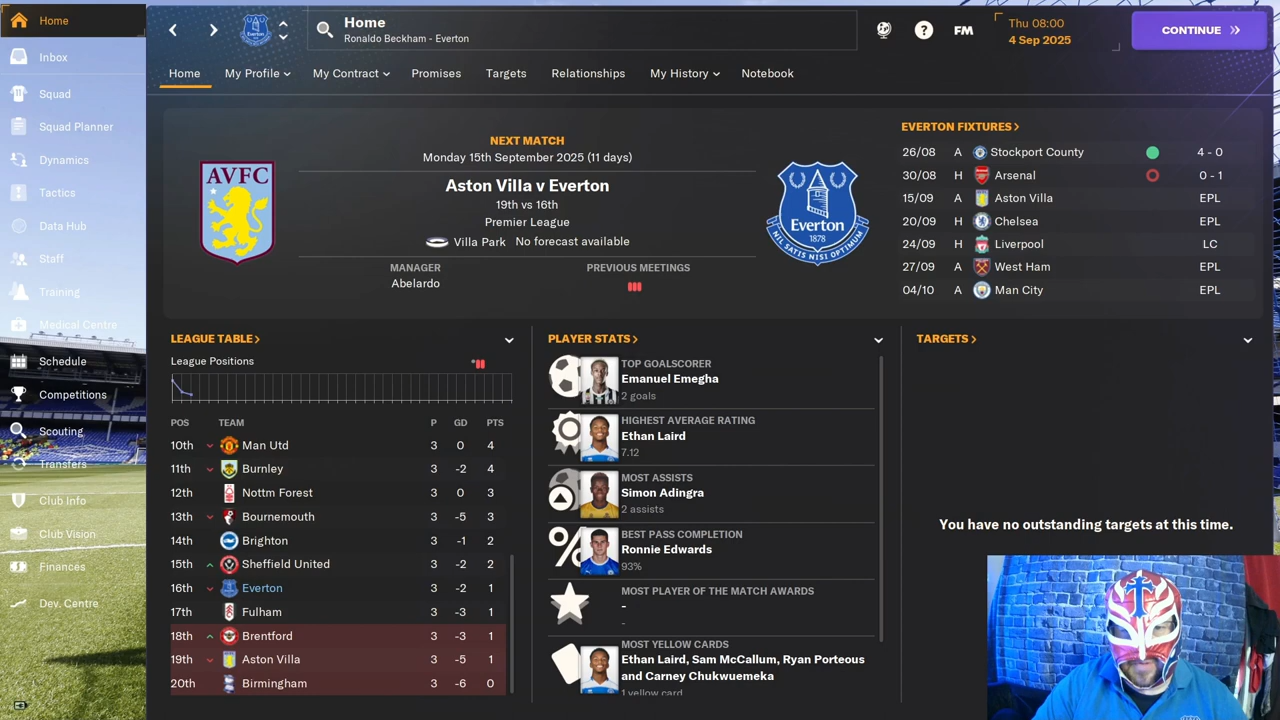 Home
Inbox
Squad
Squad Planner
Dynamics
Tactics
Data Hub
Staff
Training
Medical Centre
Schedule
Competitions
Scouting
Transfers
Club Info
Club Vision
Finances
Dev. Centre
Home
Ronaldo Beckham - Everton
?
FM
Thu 08:00
4 Sep 2025
CONTINUE
Home My Profile My Contract Promises Targets Relationships My History Notebook
NEXT MATCH
Monday 15th September 2025 (11 days)
Aston Villa v Everton
19th vs 16th
Premier League
Villa Park No forecast available
MANAGER
Abelardo
PREVIOUS MEETINGS
AVFC
Everton
1878
NIL SATIS NISI OPTIMUM
EVERTON FIXTURES
26/08 A Stockport County 4 - 0
30/08 H Arsenal 0 - 1
15/09 A Aston Villa EPL
20/09 H Chelsea EPL
24/09 H Liverpool LC
27/09 A West Ham EPL
04/10 A Man City EPL
LEAGUE TABLE
League Positions
POS TEAM P GD PTS
10th Man Utd 3 0 4
11th Burnley 3 -2 4
12th Nottm Forest 3 0 3
13th Bournemouth 3 -5 3
14th Brighton 3 -1 2
15th Sheffield United 3 -2 2
16th Everton 3 -2 1
17th Fulham 3 -3 1
18th Brentford 3 -3 1
19th Aston Villa 3 -5 1
20th Birmingham 3 -6 0
PLAYER STATS
TOP GOALSCORER
Emanuel Emegha
2 goals
HIGHEST AVERAGE RATING
Ethan Laird
7.12
MOST ASSISTS
Simon Adingra
2 assists
BEST PASS COMPLETION
Ronnie Edwards
93%
MOST PLAYER OF THE MATCH AWARDS
-
-
MOST YELLOW CARDS
Ethan Laird, Sam McCallum, Ryan Porteous
and Carney Chukwuemeka
1 yellow card
TARGETS
You have no outstanding targets at this time.